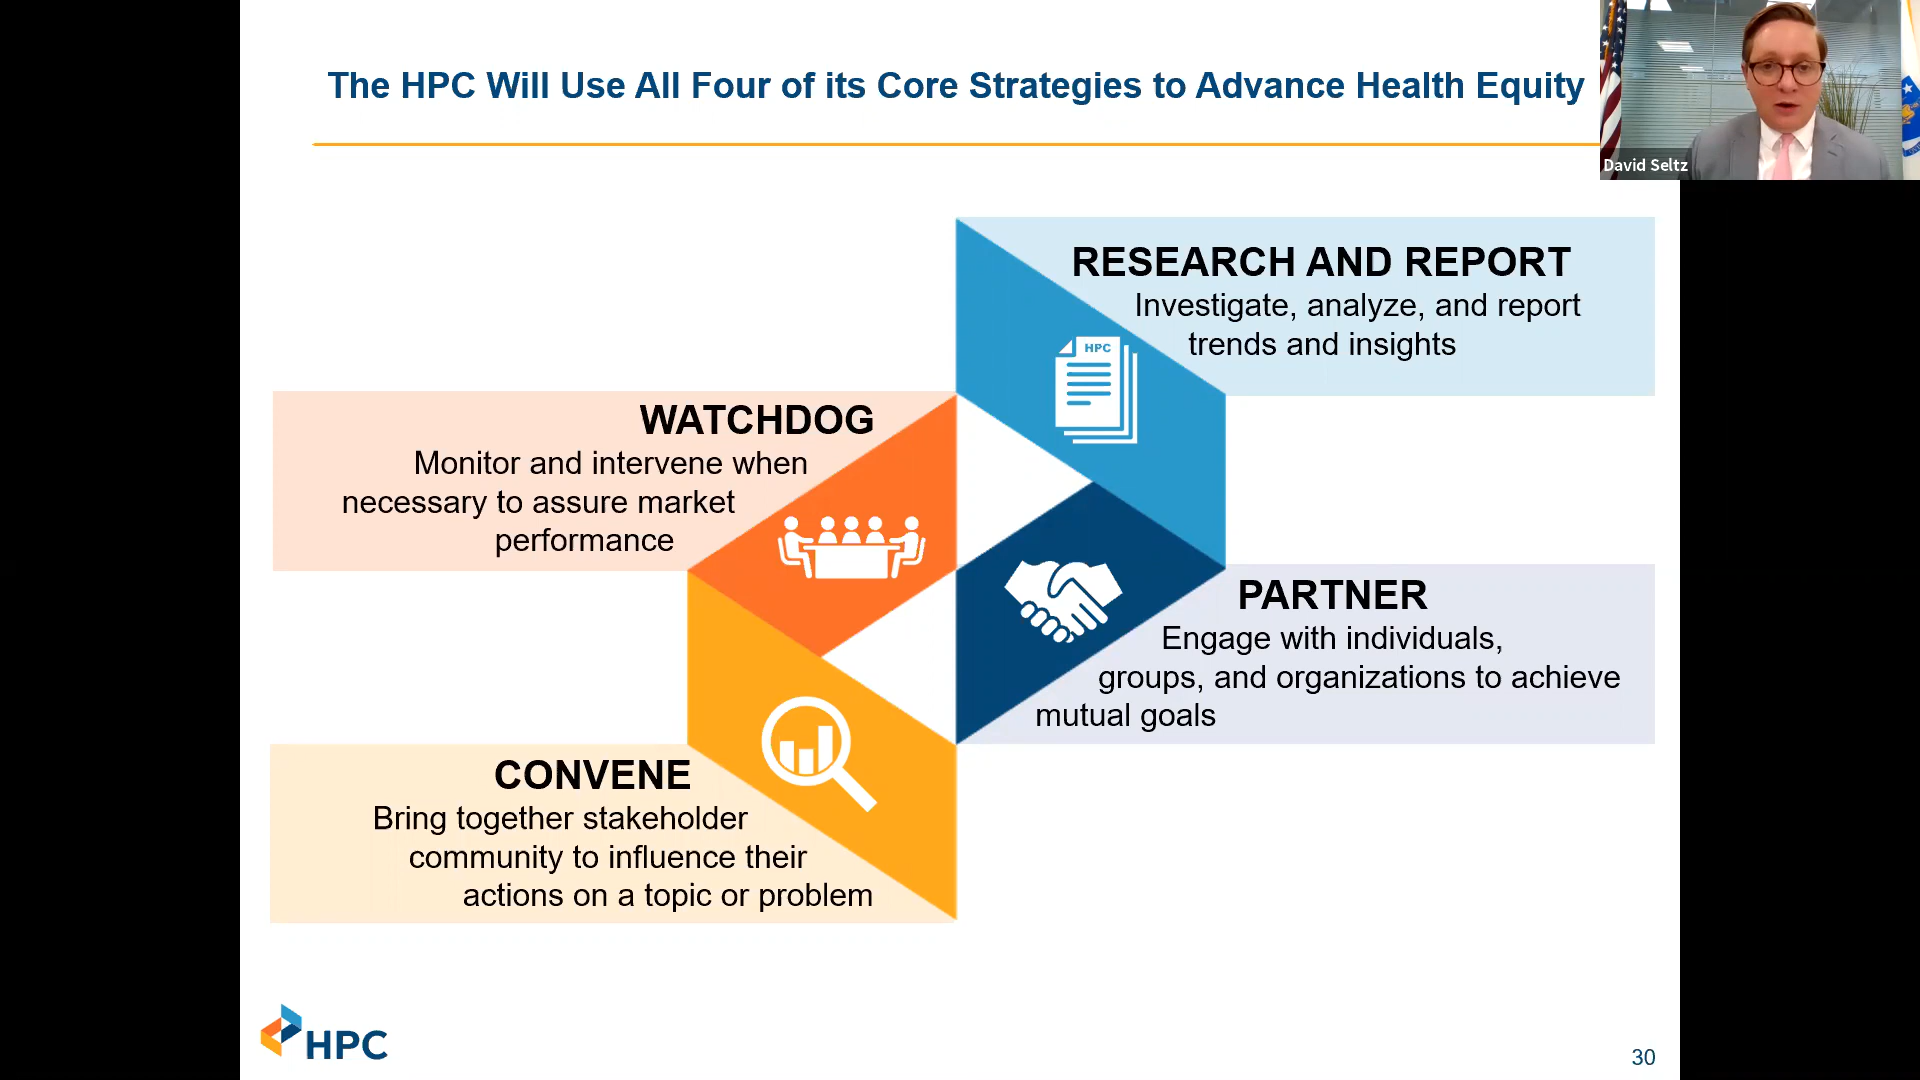 The HPC Will Use All Four of its Core Strategies to Advance Health Equity
David Seltz
RESEARCH AND REPORT
Investigate, analyze, and report
trends and insights
HPC
WATCHDOG
Monitor and intervene when
necessary to assure market
performance
PARTNER
Engage with individuals,
groups, and organizations to achieve
mutual goals
CONVENE
Bring together stakeholder
community to influence their
actions on a topic or problem
HPC
30